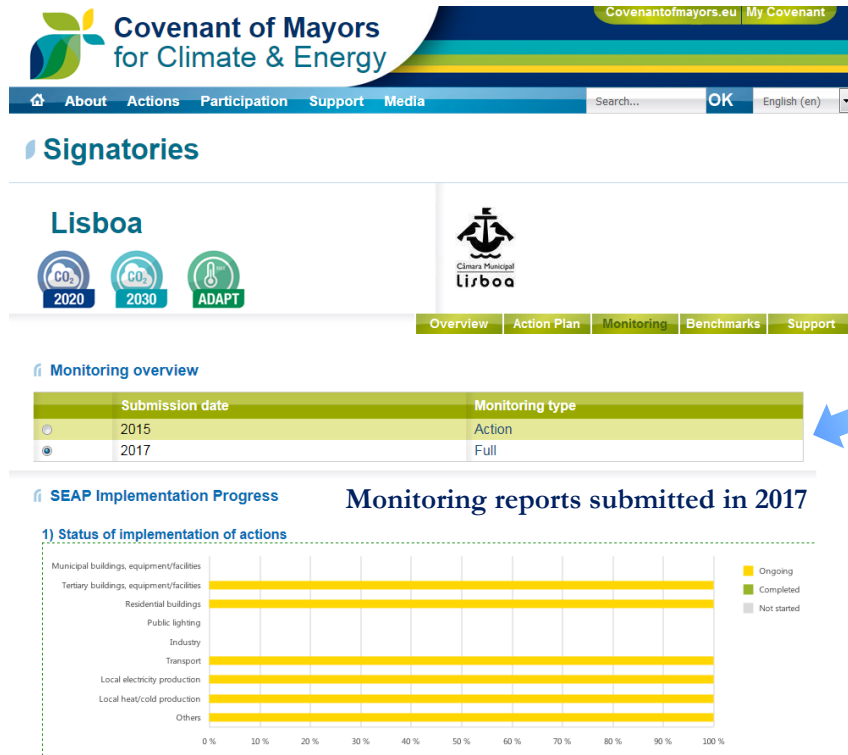 Covenantofmayors.eu My Covenant
Covenant of Mayors
for Climate & Energy
About Actions Participation Support Media
Search... OK English (en)
Signatories
Lisboa
CO₂ 2020
CO₂ 2030
ADAPT
Câmara Municipal
Lisboa
Overview Action Plan Monitoring Benchmarks Support
Monitoring overview
Submission date Monitoring type
2015 Action
2017 Full
SEAP Implementation Progress
Monitoring reports submitted in 2017
1) Status of implementation of actions
Municipal buildings, equipment/facilities
Tertiary buildings, equipment/facilities
Residential buildings
Public lighting
Industry
Transport
Local electricity production
Local heat/cold production
Others
0 % 10 % 20 % 30 % 40 % 50 % 60 % 70 % 80 % 90 % 100 %
Ongoing
Completed
Not started